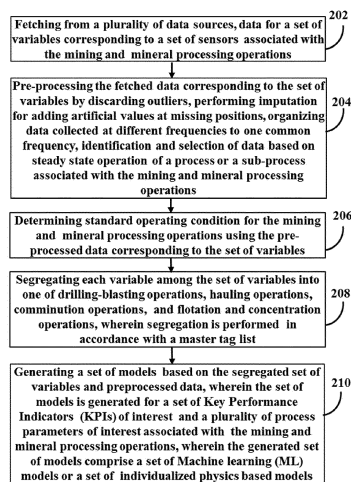 202
Fetching from a plurality of data sources, data for a set of
variables corresponding to a set of sensors associated with
the mining and mineral processing operations
204
Pre-processing the fetched data corresponding to the set of
variables by discarding outliers, performing imputation
for adding artificial values at missing positions, organizing
data collected at different frequencies to one common
frequency, identification and selection of data based on
steady state operation of a process or a sub-process
associated with the mining and mineral processing
operations
206
Determining standard operating condition for the mining
and mineral processing operations using the pre-
processed data corresponding to the set of variables
208
Segregating each variable among the set of variables into
one of drilling-blasting operations, hauling operations,
comminution operations, and flotation and concentration
operations, wherein segregation is performed in
accordance with a master tag list
210
Generating a set of models based on the segregated set of
variables and preprocessed data, wherein the set of
models is generated for a set of Key Performance
Indicators (KPIs) of interest and a plurality of process
parameters of interest associated with the mining and
mineral processing operations, wherein the generated set
of models comprise a set of Machine learning (ML)
models or a set of individualized physics based models